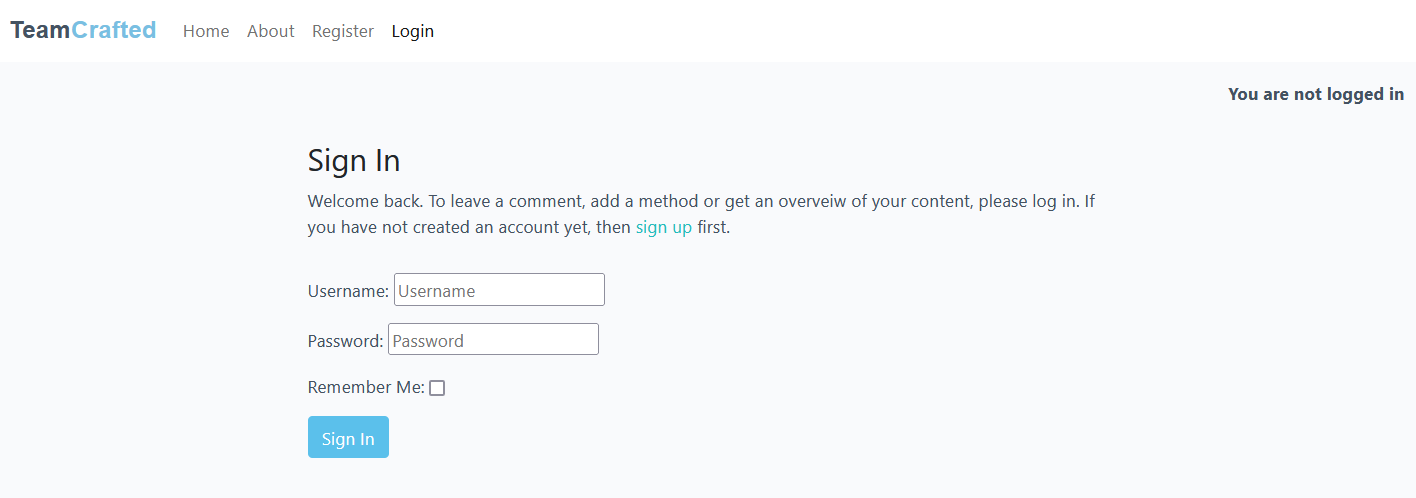 TeamCrafted Home About Register Login
You are not logged in
Sign In
Welcome back. To leave a comment, add a method or get an overveiw of your content, please log in. If
you have not created an account yet, then sign up first.
Username: Username
Password: Password
Remember Me:
Sign In